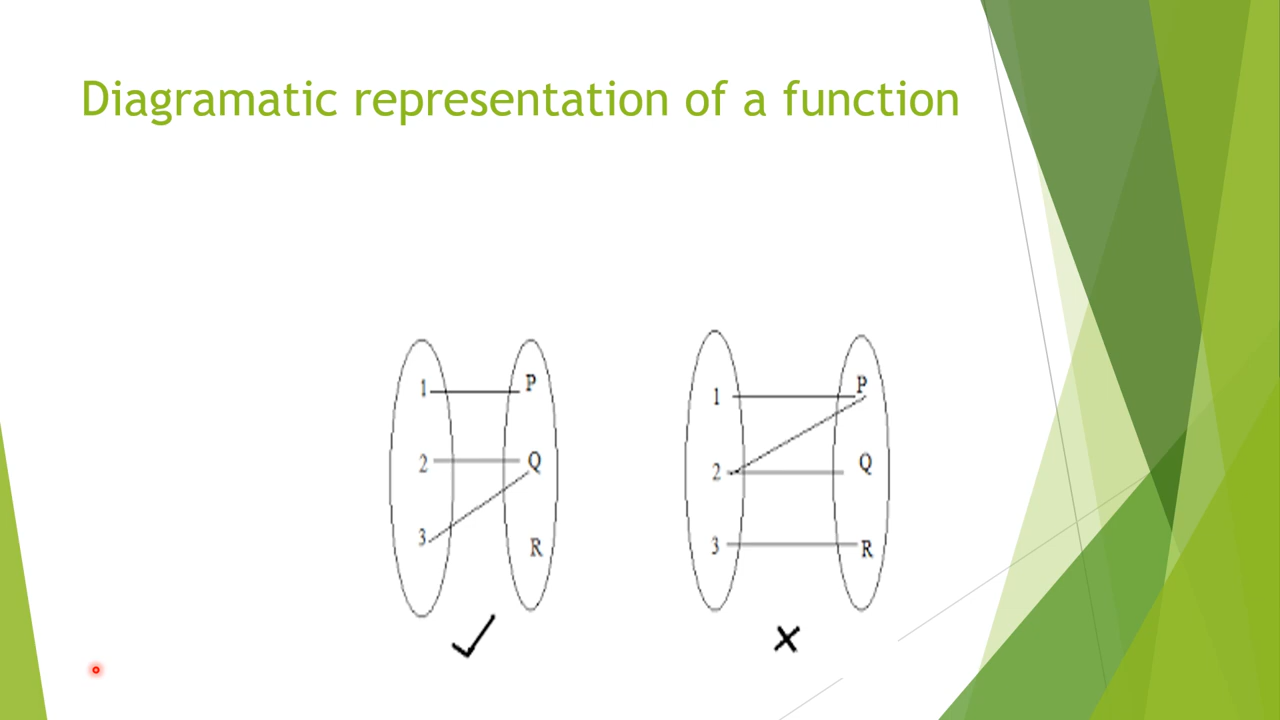 Diagramatic representation of a function
1 P
2 Q
3 R
1 P
2 Q
3 R